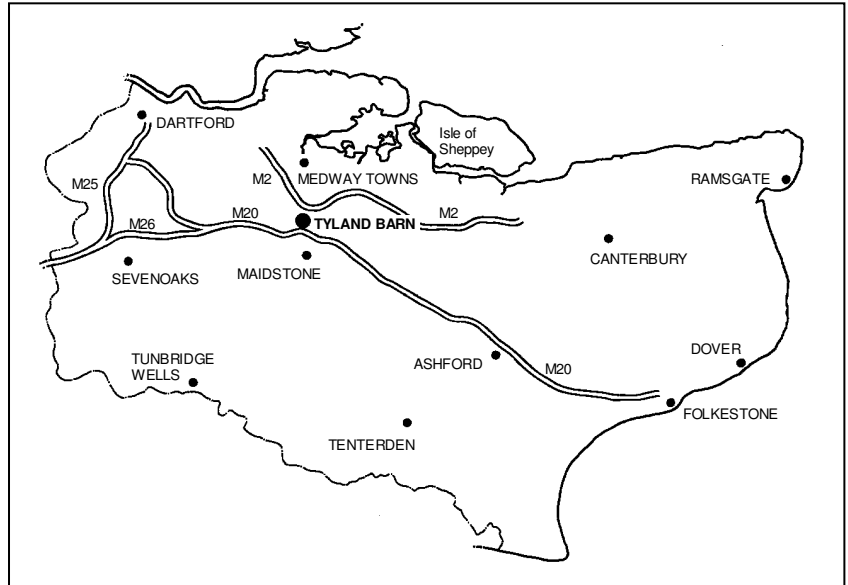 DARTFORD
Isle of
Sheppey
M25
M2
MEDWAY TOWNS
RAMSGATE
M26
M20
TYLAND BARN
M2
CANTERBURY
SEVENOAKS
MAIDSTONE
DOVER
TUNBRIDGE
WELLS
ASHFORD
M20
FOLKESTONE
TENTERDEN